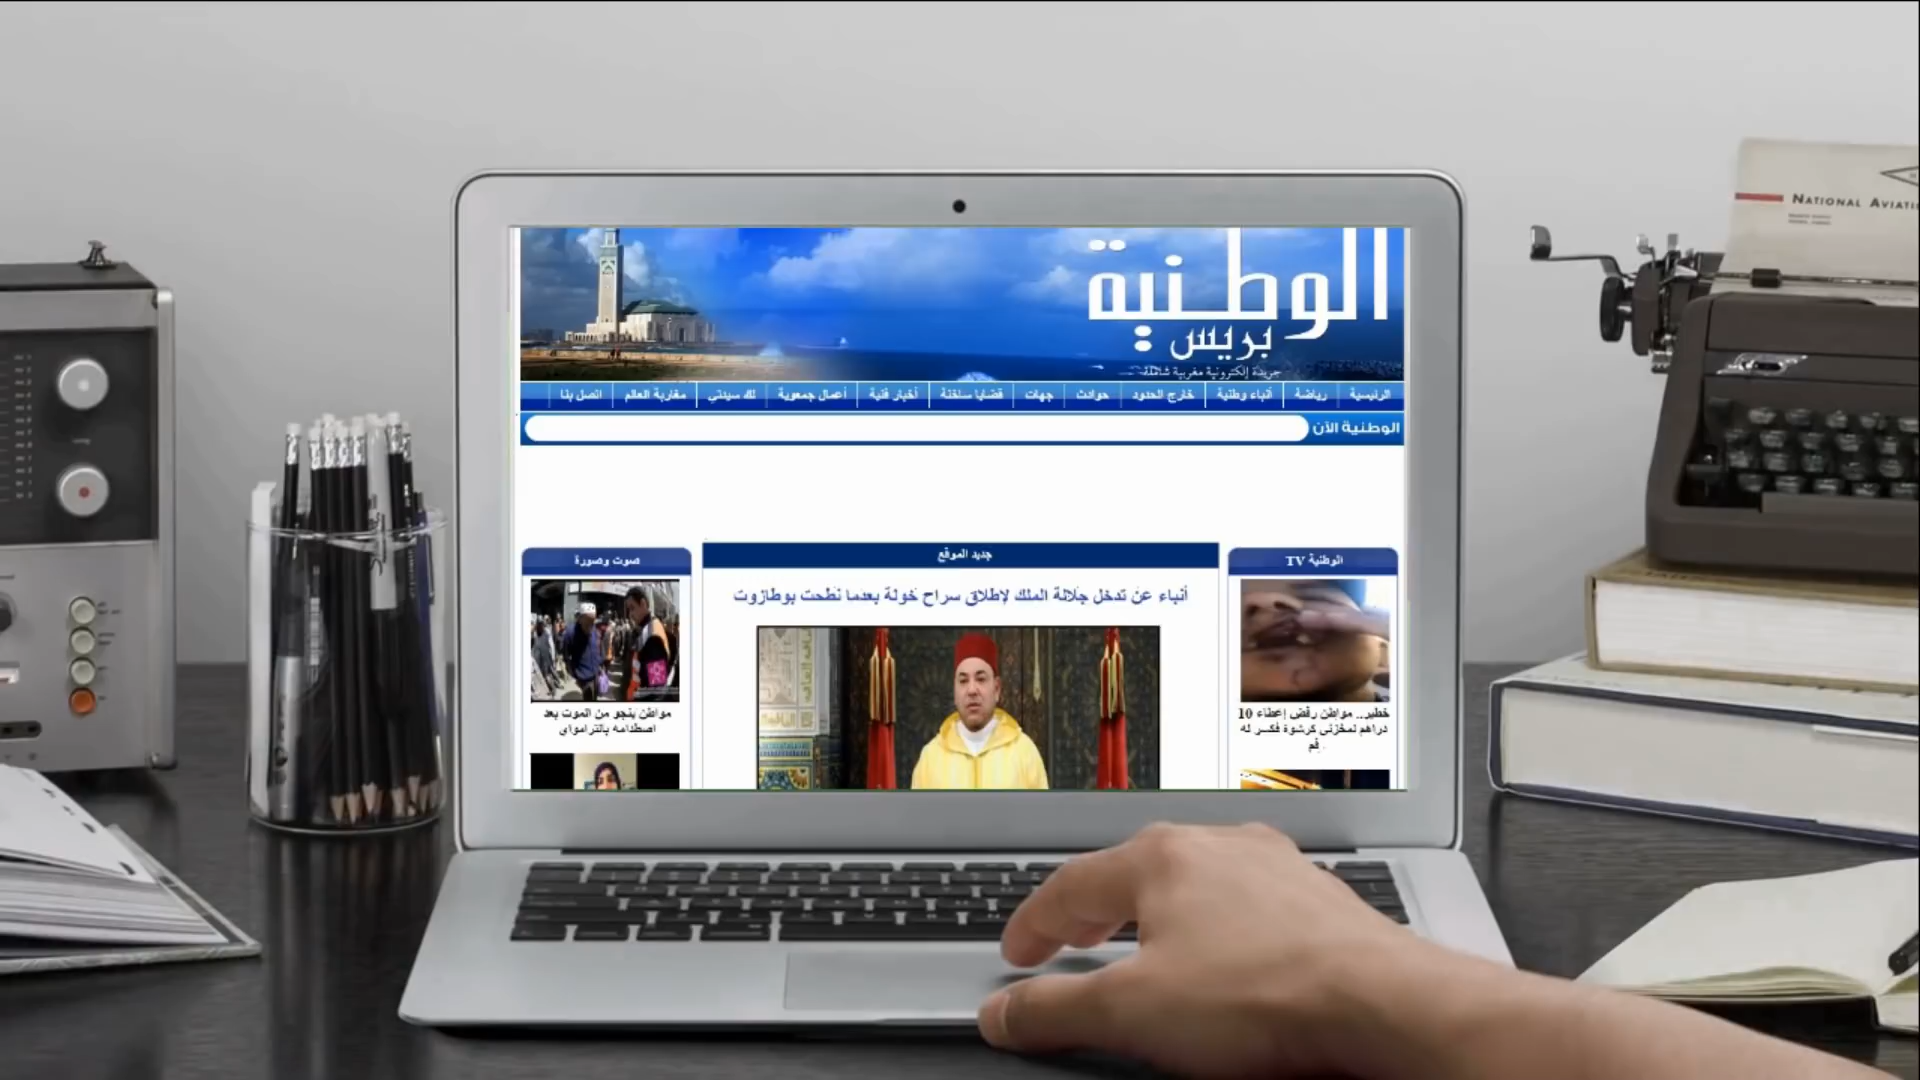 الوطنية
بريس
جريدة إلكترونية مغربية شاملة
الرئيسية رياضة أنباء وطنية خارج الحدود حوادث جهات قضايا ساخنة أخبار فنية أعمال جمعوية لك سيدتي مغاربة العالم اتصل بنا
الوطنية الآن
الوطنية TV
خطير.. مواطن رفض إعطاء 10
دراهم لمخزني كرشوة فكسر له
فم
جديد الموقع
أنباء عن تدخل جلالة الملك لإطلاق سراح خولة بعدما نطحت بوطازوت
صوت وصورة
مواطن ينجو من الموت بعد
اصطدامه بالترامواي
NATIONAL AVIATI